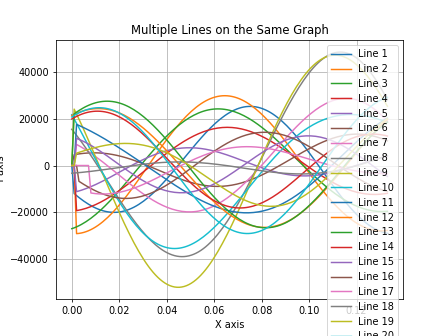 Multiple Lines on the Same Graph
40000
20000
0
−20000
−40000
0.00
0.02
0.04
0.06
0.08
0.10
X axis
axis
Line 1
Line 2
Line 3
Line 4
Line 5
Line 6
Line 7
Line 8
Line 9
Line 10
Line 11
Line 12
Line 13
Line 14
Line 15
Line 16
Line 17
Line 18
Line 19
Line 20